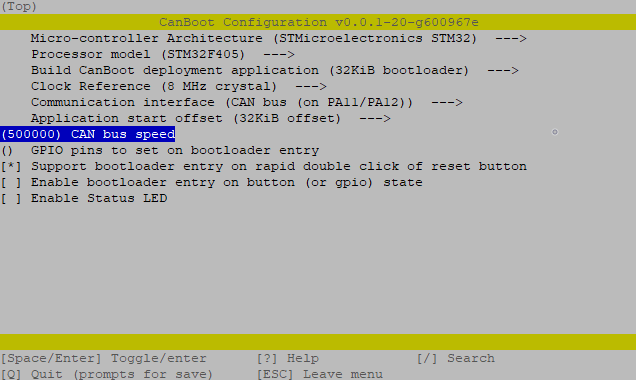 (Top)
CanBoot Configuration v0.0.1-20-g600967e
Micro-controller Architecture (STMicroelectronics STM32) --->
Processor model (STM32F405) --->
Build CanBoot deployment application (32KiB bootloader) --->
Clock Reference (8 MHz crystal) --->
Communication interface (CAN bus (on PA11/PA12)) --->
Application start offset (32KiB offset) --->
(500000) CAN bus speed
() GPIO pins to set on bootloader entry
[*] Support bootloader entry on rapid double click of reset button
[ ] Enable bootloader entry on button (or gpio) state
[ ] Enable Status LED
[Space/Enter] Toggle/enter [?] Help [/] Search
[Q] Quit (prompts for save) [ESC] Leave menu